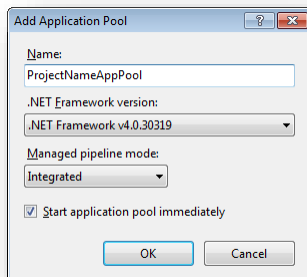 Add Application Pool
Name:
ProjectNameAppPool
.NET Framework version:
.NET Framework v4.0.30319
Managed pipeline mode:
Integrated
Start application pool immediately
OK Cancel